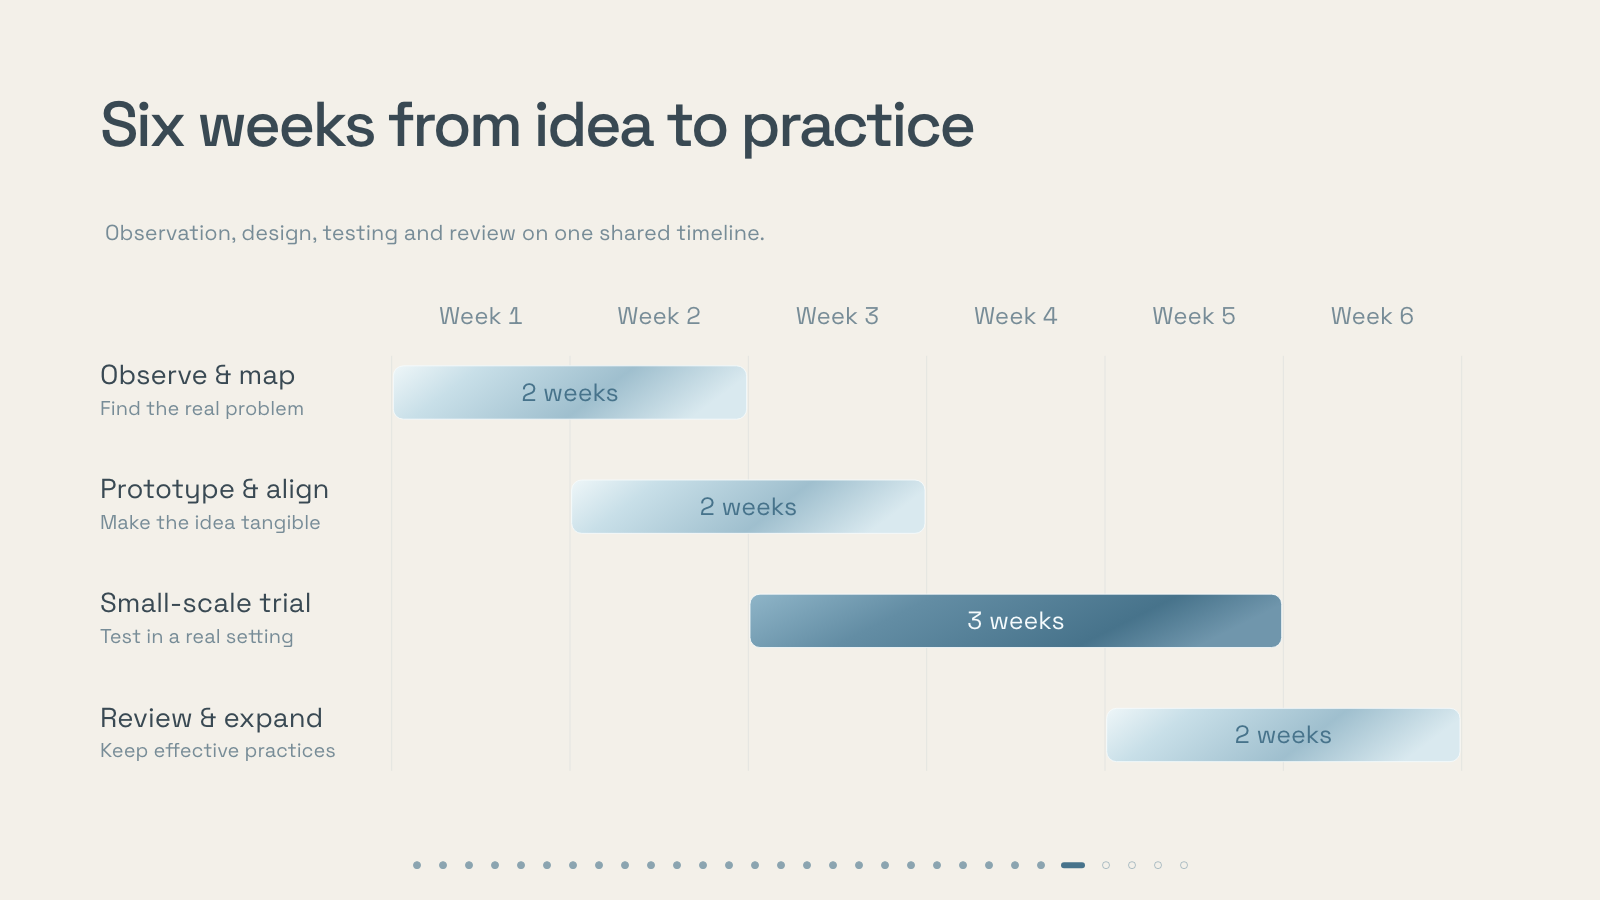 Six weeks from idea to practice
Observation, design, testing and review on one shared timeline.
Week 1 Week 2 Week 3 Week 4 Week 5 Week 6
Observe & map
Find the real problem
2 weeks
Prototype & align
Make the idea tangible
2 weeks
Small-scale trial
Test in a real setting
3 weeks
Review & expand
Keep effective practices
2 weeks